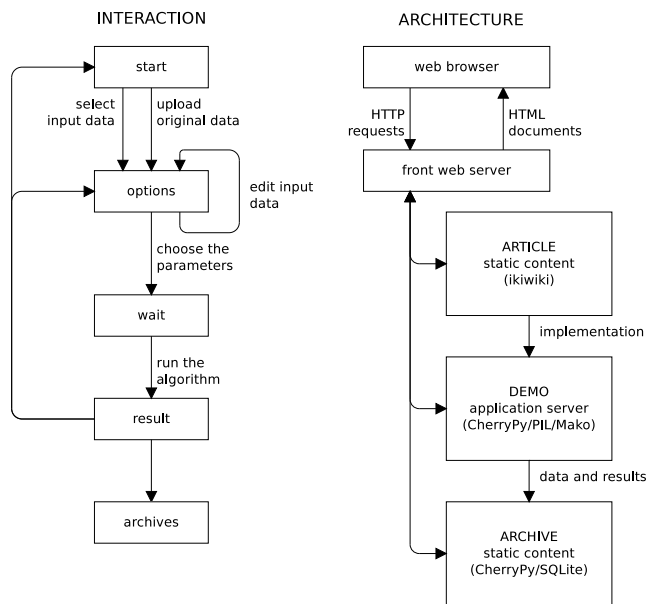 INTERACTION
start
select
input data
upload
original data
options
edit input
data
choose the
parameters
wait
run the
algorithm
result
archives
ARCHITECTURE
web browser
HTTP
requests
HTML
documents
front web server
ARTICLE
static content
(ikiwiki)
implementation
DEMO
application server
(CherryPy/PIL/Mako)
data and results
ARCHIVE
static content
(CherryPy/SQLite)